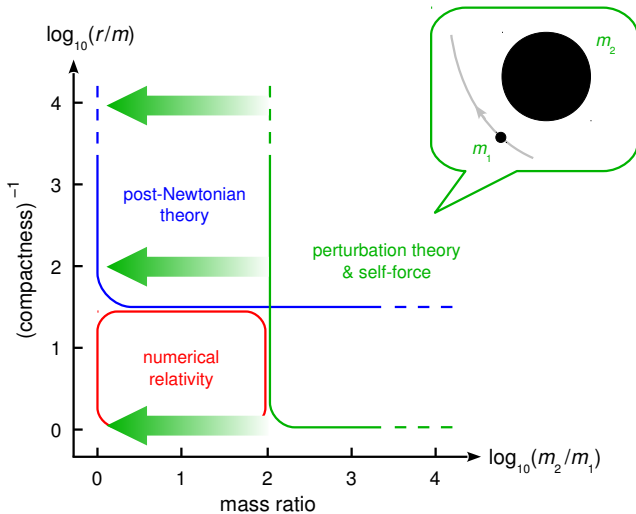 log₁₀(r/m)
m₂
m₁
4
3
2
1
0
(compactness)⁻¹
post-Newtonian
theory
perturbation theory
& self-force
numerical
relativity
0 1 2 3 4
log₁₀(m₂/m₁)
mass ratio